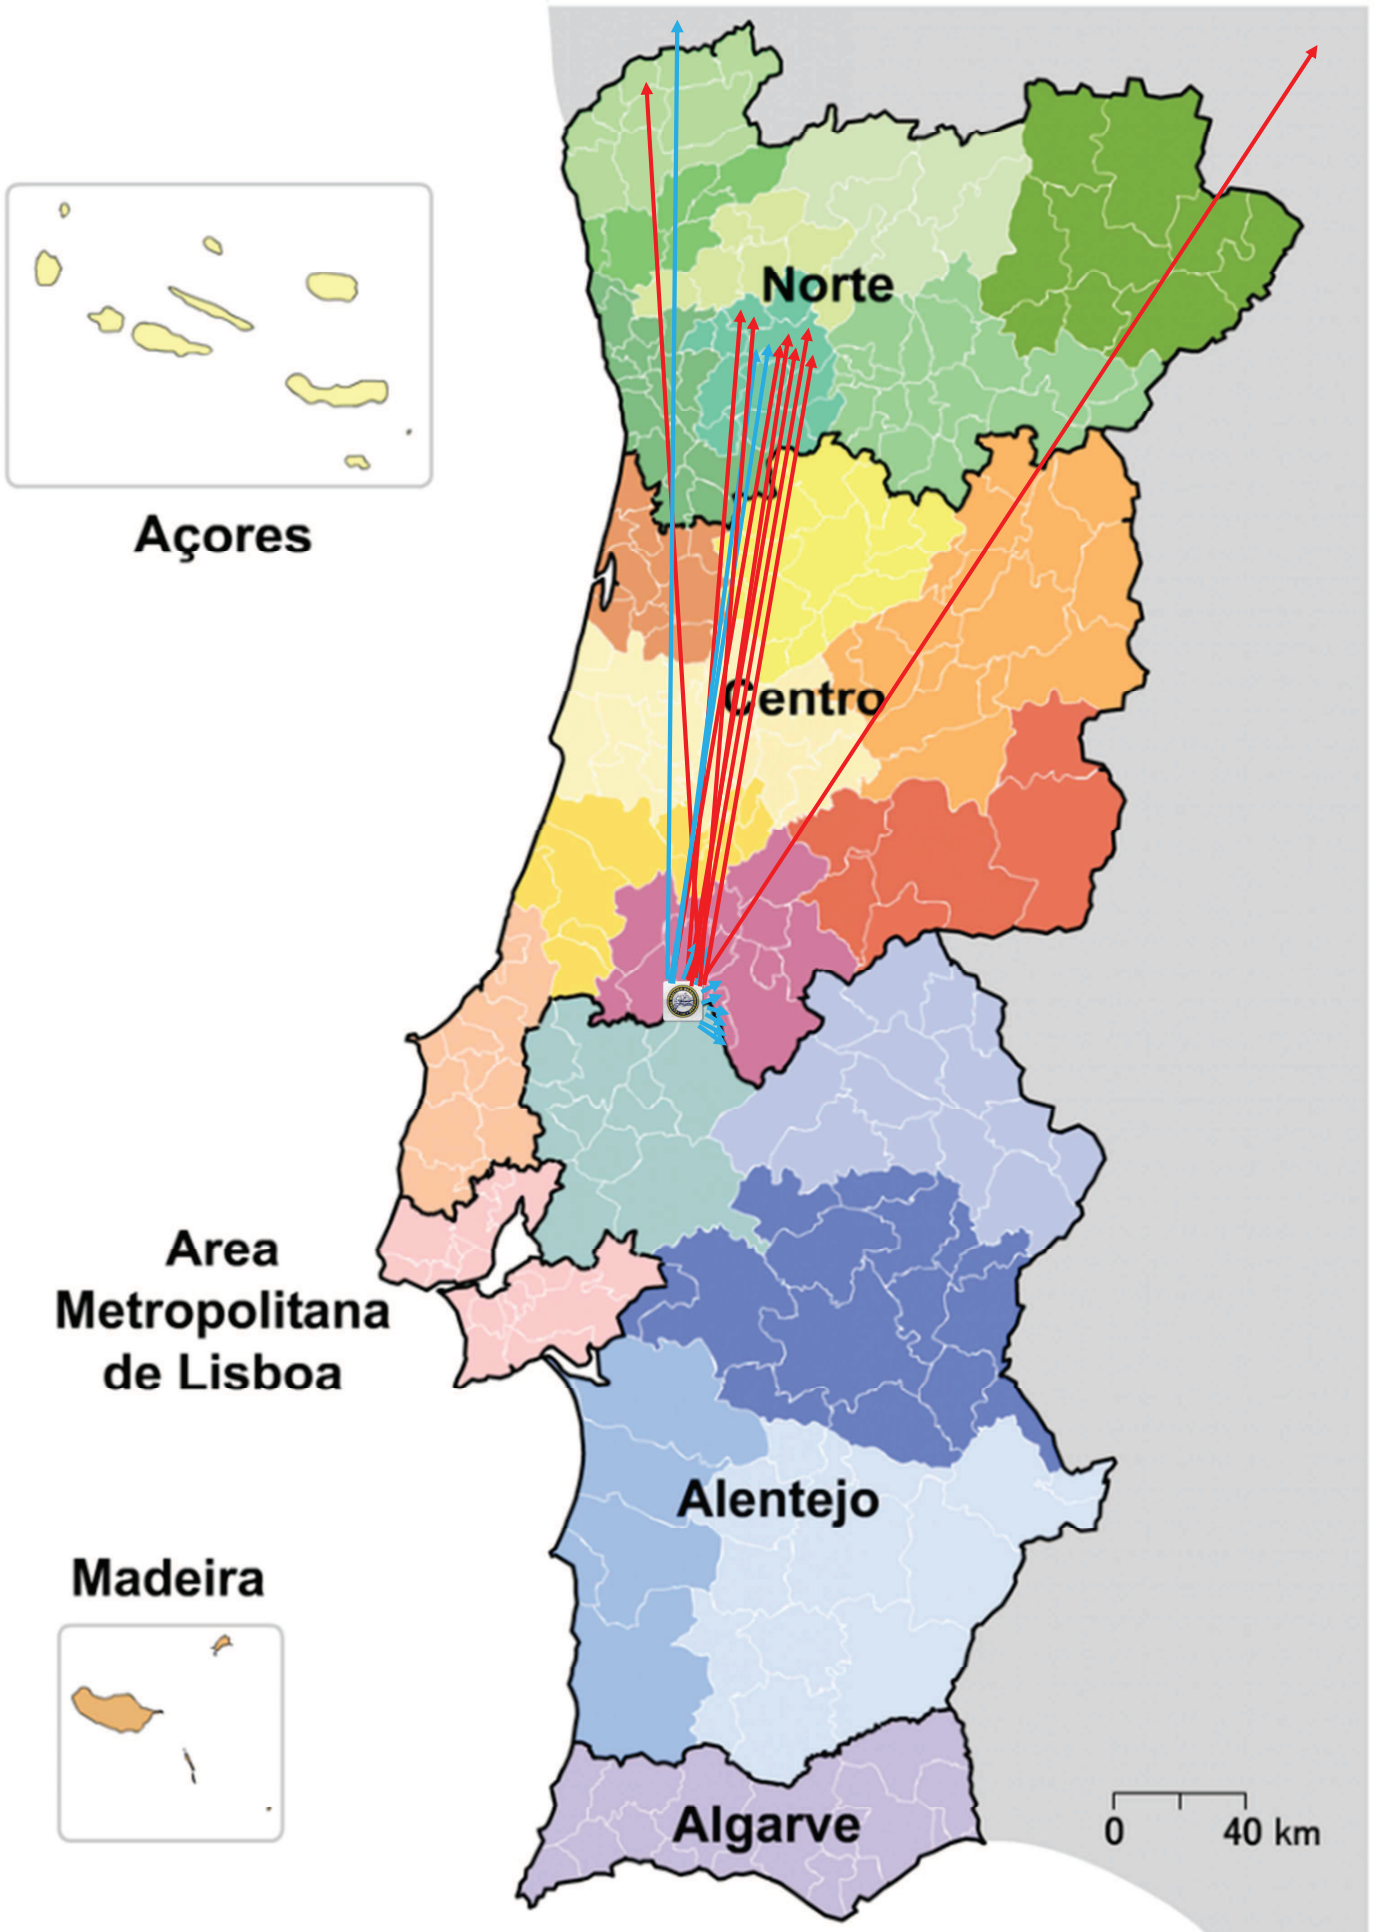 Norte
Açores
Centro
Area
Metropolitana
de Lisboa
Alentejo
Madeira
Algarve
0 40 km